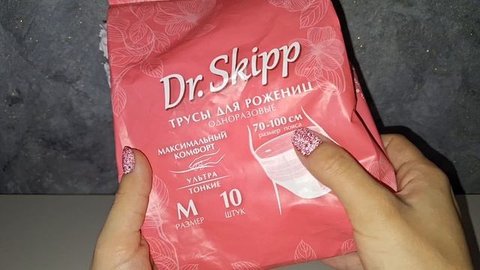 Dr. Skipp
ТРУСЫ ДЛЯ РОЖЕНИЦ
ОДНОРАЗОВЫЕ
МАКСИМАЛЬНЫЙ
КОМФОРТ
70-100 см
размер пояса
УЛЬТРА
ТОНКИЕ
M
РАЗМЕР
10
ШТУК